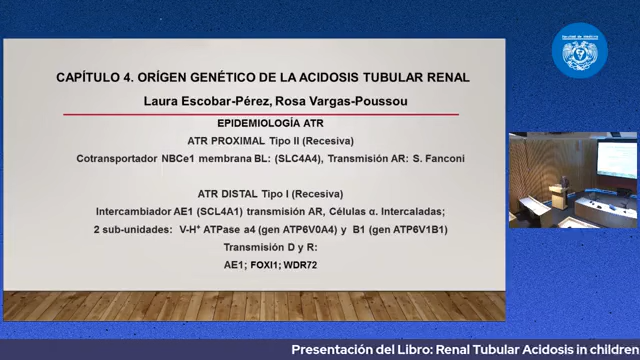 Facultad de Medicina
CAPÍTULO 4. ORÍGEN GENÉTICO DE LA ACIDOSIS TUBULAR RENAL
Laura Escobar-Pérez, Rosa Vargas-Poussou
EPIDEMIOLOGÍA ATR
ATR PROXIMAL Tipo II (Recesiva)
Cotransportador NBCe1 membrana BL: (SLC4A4), Transmisión AR: S. Fanconi
ATR DISTAL Tipo I (Recesiva)
Intercambiador AE1 (SCL4A1) transmisión AR, Células α. Intercaladas;
2 sub-unidades: V-H⁺ ATPase a4 (gen ATP6V0A4) y B1 (gen ATP6V1B1)
Transmisión D y R:
AE1; FOXI1; WDR72
Presentación del Libro: Renal Tubular Acidosis in children